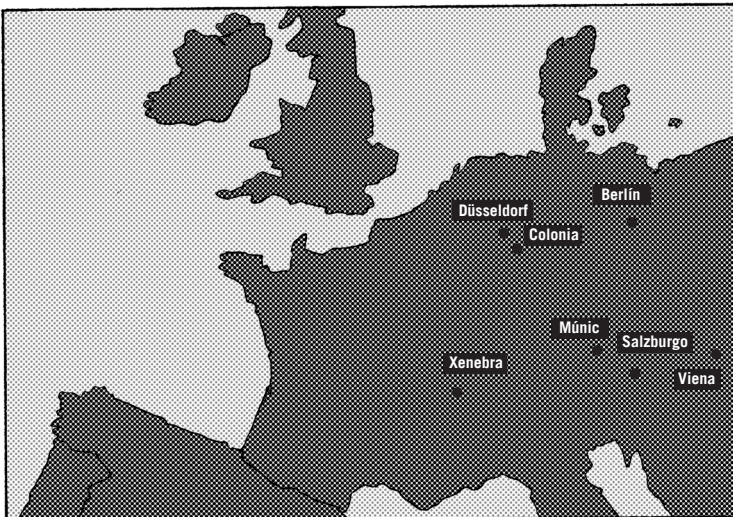 Berlín
Düsseldorf
Colonia
Múnic
Salzburgo
Xenebra
Viena